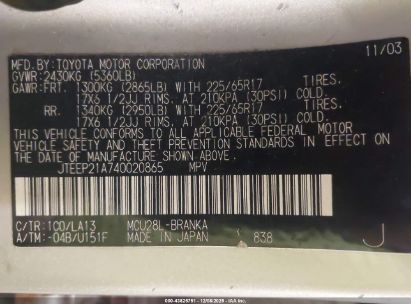 MFD. BY: TOYOTA MOTOR CORPORATION 11/03
GVWR: 2430KG (5360LB)
GAWR: FRT. 1300KG (2865LB) WITH 225/65R17 TIRES.
17X6 1/2JJ RIMS. AT 210KPA (30PSI) COLD.
RR. 1340KG (2950LB) WITH 225/65R17 TIRES.
17X6 1/2JJ RIMS. AT 210KPA (30PSI) COLD.
THIS VEHICLE CONFORMS TO ALL APPLICABLE FEDERAL MOTOR
VEHICLE SAFETY AND THEFT PREVENTION STANDARDS IN EFFECT ON
THE DATE OF MANUFACTURE SHOWN ABOVE.
JTEEP21A740020865 MPV
C/TR: 1C0/LA13 MCU28L-BRANKA
A/TM: -04B/U151F MADE IN JAPAN 838 J